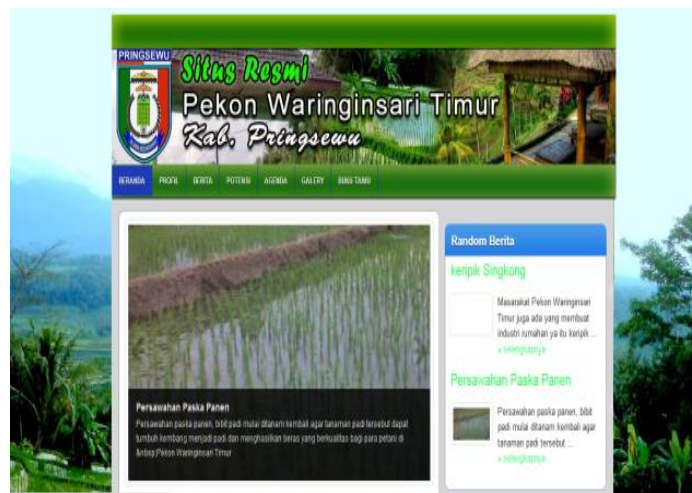 PRINGSEWU
Situs Resmi
Pekon Waringinsari Timur
Kab. Pringsewu
BERANDA PROFIL BERITA POTENSI AGENDA GALERY BUKU TAMU
Random Berita
keripik Singkong
Masarakat Pekon Waringinsari
Timur juga ada yang membuat
industri rumahan ya itu keripik ...
» selengkapnya
Persawahan Paska Panen
Persawahan paska panen, bibit
padi mulai ditanam kembali agar
tanaman padi tersebut ...
» selengkapnya
Persawahan Paska Panen
Persawahan paska panen, bibit padi mulai ditanam kembali agar tanaman padi tersebut dapat
tumbuh kembang menjadi padi dan menghasilkan beras yang berkualitas bagi para petani di
&nbsp;Pekon Waringinsari Timur